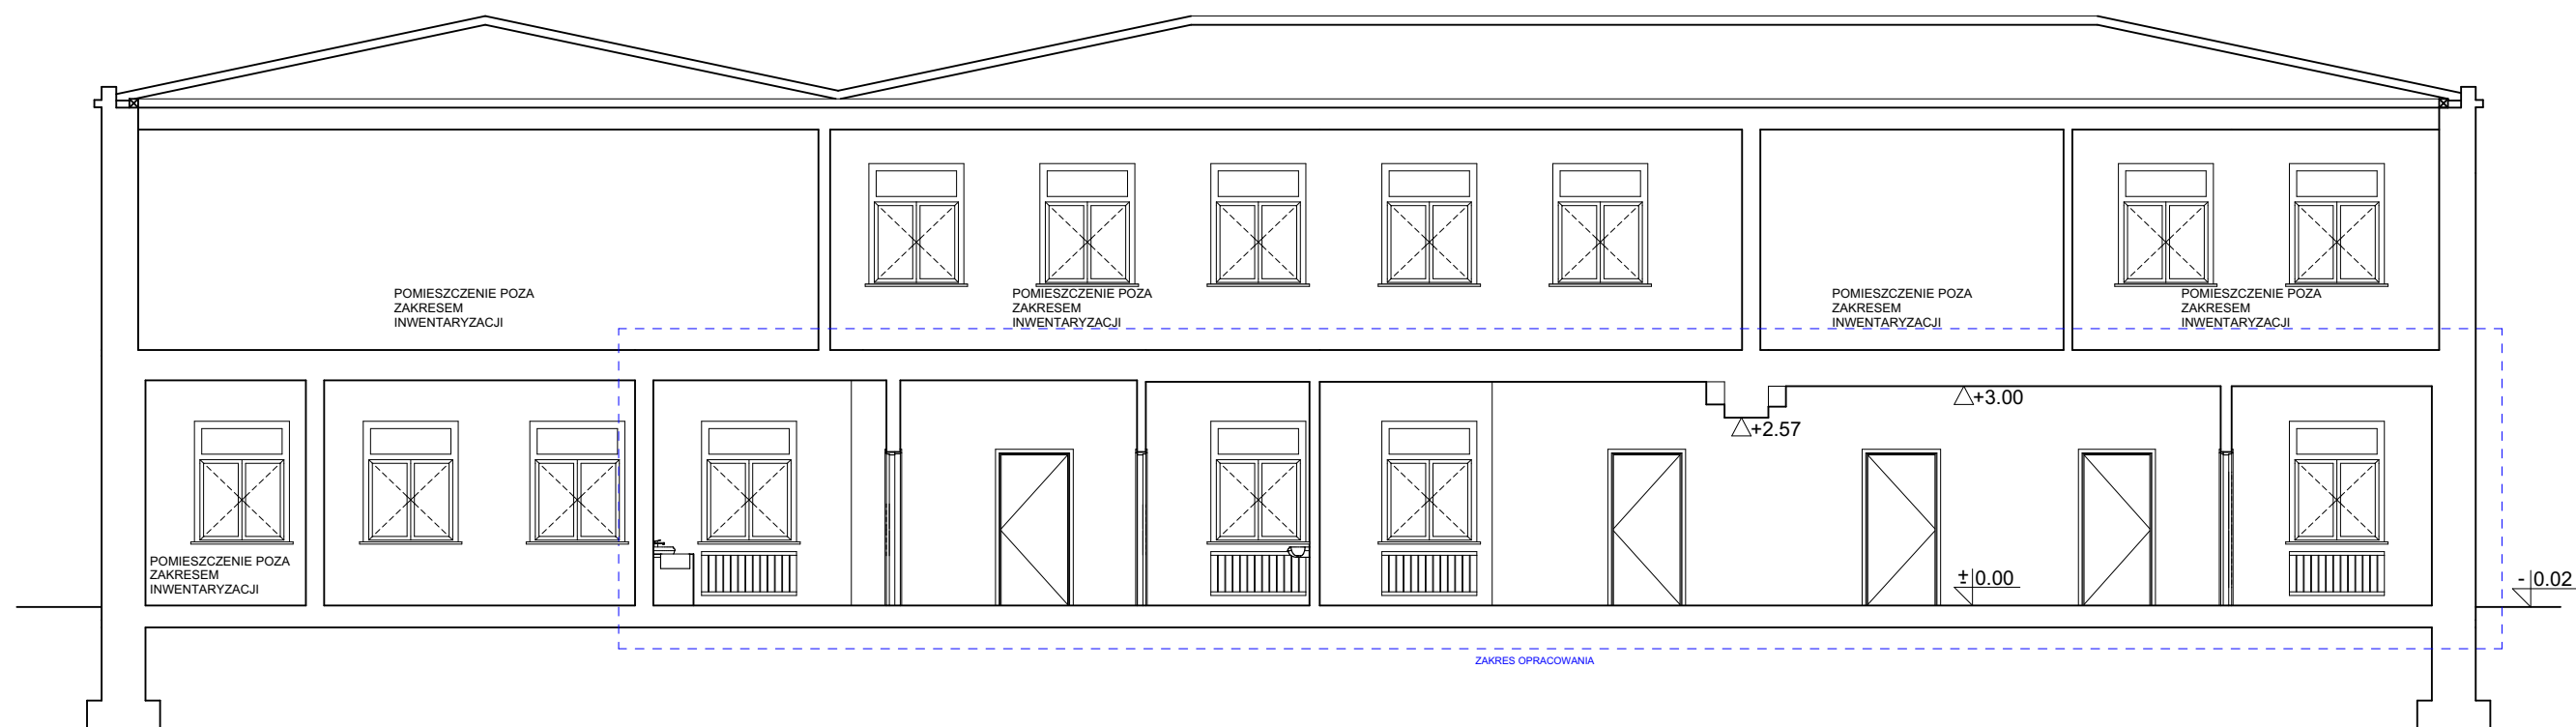 POMIESZCZENIE POZA
ZAKRESEM
INWENTARYZACJI
POMIESZCZENIE POZA
ZAKRESEM
INWENTARYZACJI
POMIESZCZENIE POZA
ZAKRESEM
INWENTARYZACJI
POMIESZCZENIE POZA
ZAKRESEM
INWENTARYZACJI
+3.00
+2.57
POMIESZCZENIE POZA
ZAKRESEM
INWENTARYZACJI
± 0.00
- 0.02
ZAKRES OPRACOWANIA